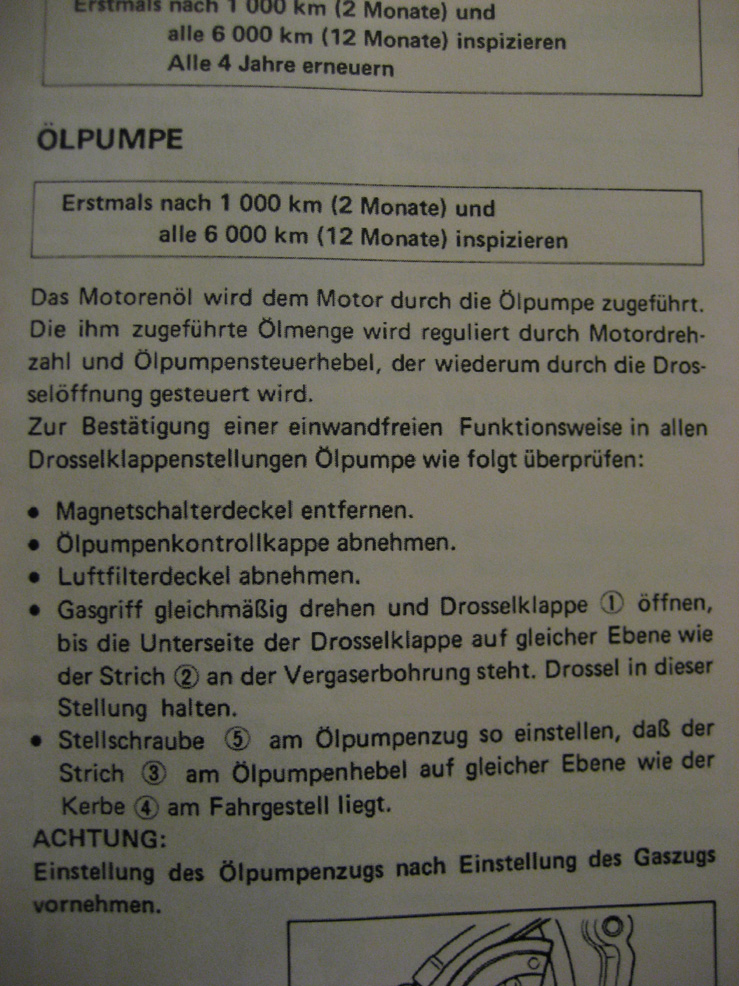 Erstmals nach 1 000 km (2 Monate) und
alle 6 000 km (12 Monate) inspizieren
Alle 4 Jahre erneuern
ÖLPUMPE
Erstmals nach 1 000 km (2 Monate) und
alle 6 000 km (12 Monate) inspizieren
Das Motorenöl wird dem Motor durch die Ölpumpe zugeführt.
Die ihm zugeführte Ölmenge wird reguliert durch Motordreh-
zahl und Ölpumpensteuerhebel, der wiederum durch die Dros-
selöffnung gesteuert wird.
Zur Bestätigung einer einwandfreien Funktionsweise in allen
Drosselklappenstellungen Ölpumpe wie folgt überprüfen:
• Magnetschalterdeckel entfernen.
• Ölpumpenkontrollkappe abnehmen.
• Luftfilterdeckel abnehmen.
• Gasgriff gleichmäßig drehen und Drosselklappe ① öffnen,
bis die Unterseite der Drosselklappe auf gleicher Ebene wie
der Strich ② an der Vergaserbohrung steht. Drossel in dieser
Stellung halten.
• Stellschraube ⑤ am Ölpumpenzug so einstellen, daß der
Strich ③ am Ölpumpenhebel auf gleicher Ebene wie der
Kerbe ④ am Fahrgestell liegt.
ACHTUNG:
Einstellung des Ölpumpenzugs nach Einstellung des Gaszugs
vornehmen.